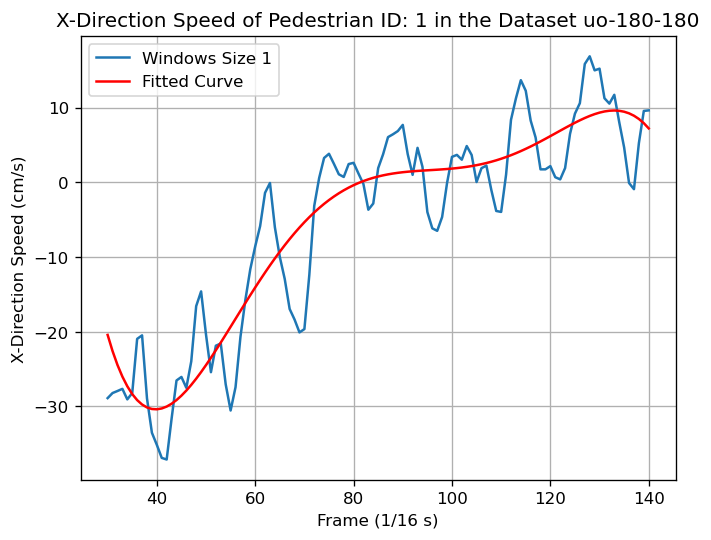 X-Direction Speed of Pedestrian ID: 1 in the Dataset uo-180-180
Windows Size 1
Fitted Curve
X-Direction Speed (cm/s)
10
0
−10
−20
−30
40 60 80 100 120 140
Frame (1/16 s)